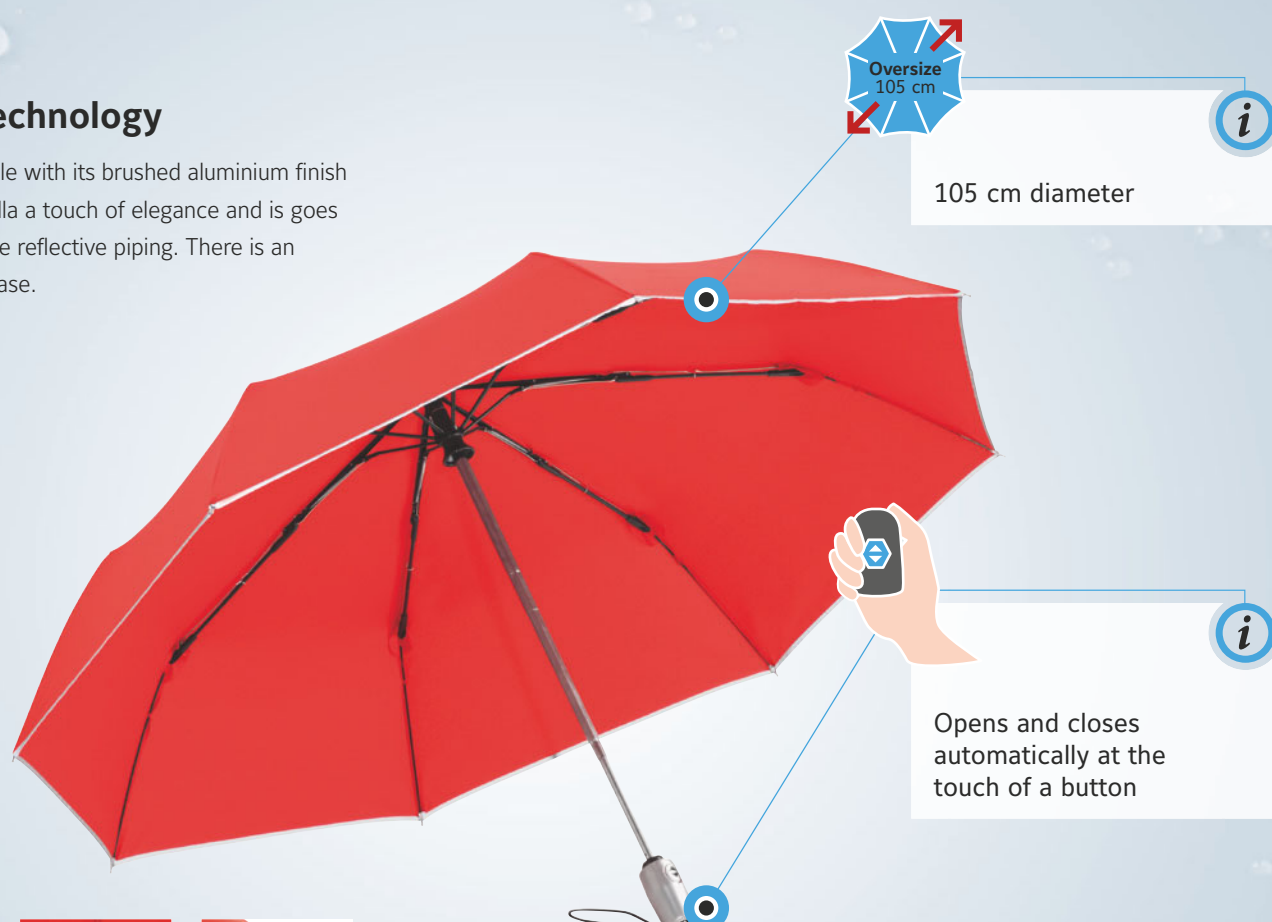 echnology
le with its brushed aluminium finish
lla a touch of elegance and is goes
e reflective piping. There is an
ase.
Oversize
105 cm
i
105 cm diameter
i
Opens and closes
automatically at the
touch of a button